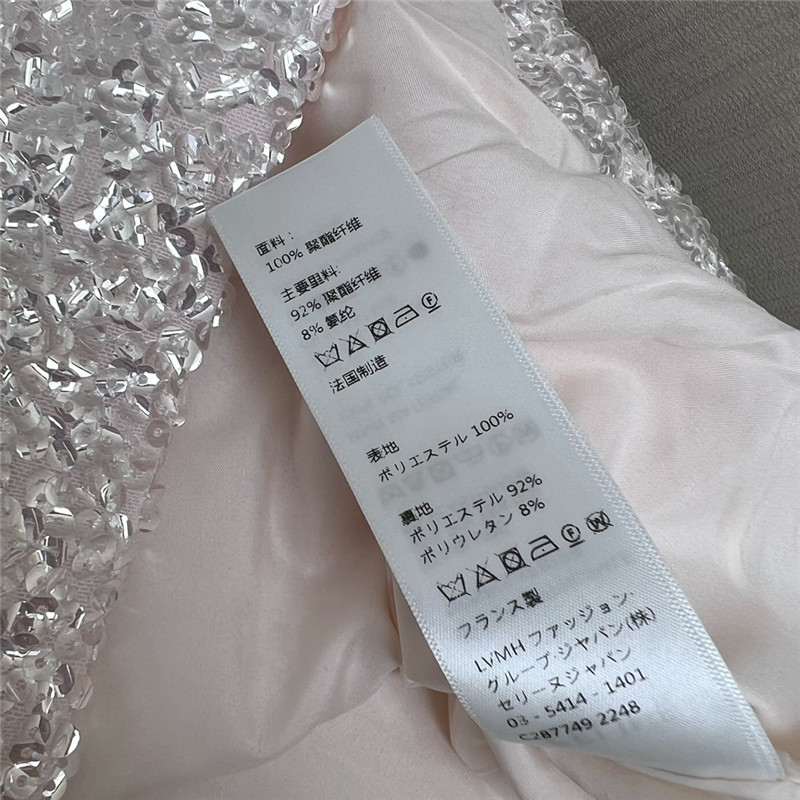 面料：
100% 聚酯纤维
主要里料:
92% 聚酯纤维
8% 氨纶
法国制造
表地
ポリエステル 100%
裏地
ポリエステル 92%
ポリウレタン 8%
フランス製
LVMH ファッション.
グループ·ジャパン(株)
セリーヌジャパン
03 - 5414 - 1401
C287749 2248